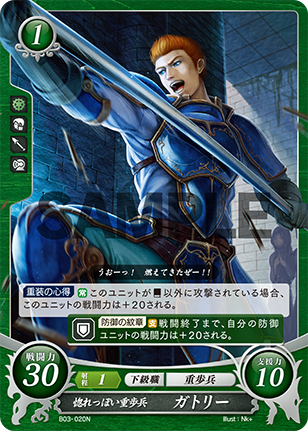 1
SAMPLE
うおーっ! 燃えてきたぜー!!
重装の心得 常 このユニットが 以外に攻撃されている場合、
このユニットの戦闘力は+20される。
防御の紋章 支 戦闘終了まで、自分の防御
ユニットの戦闘力は+20される。
戦闘力 30
射程 1 下級職 重歩兵
支援力 10
惚れっぽい重歩兵 ガトリー
B03-020N
Illust : Nk+